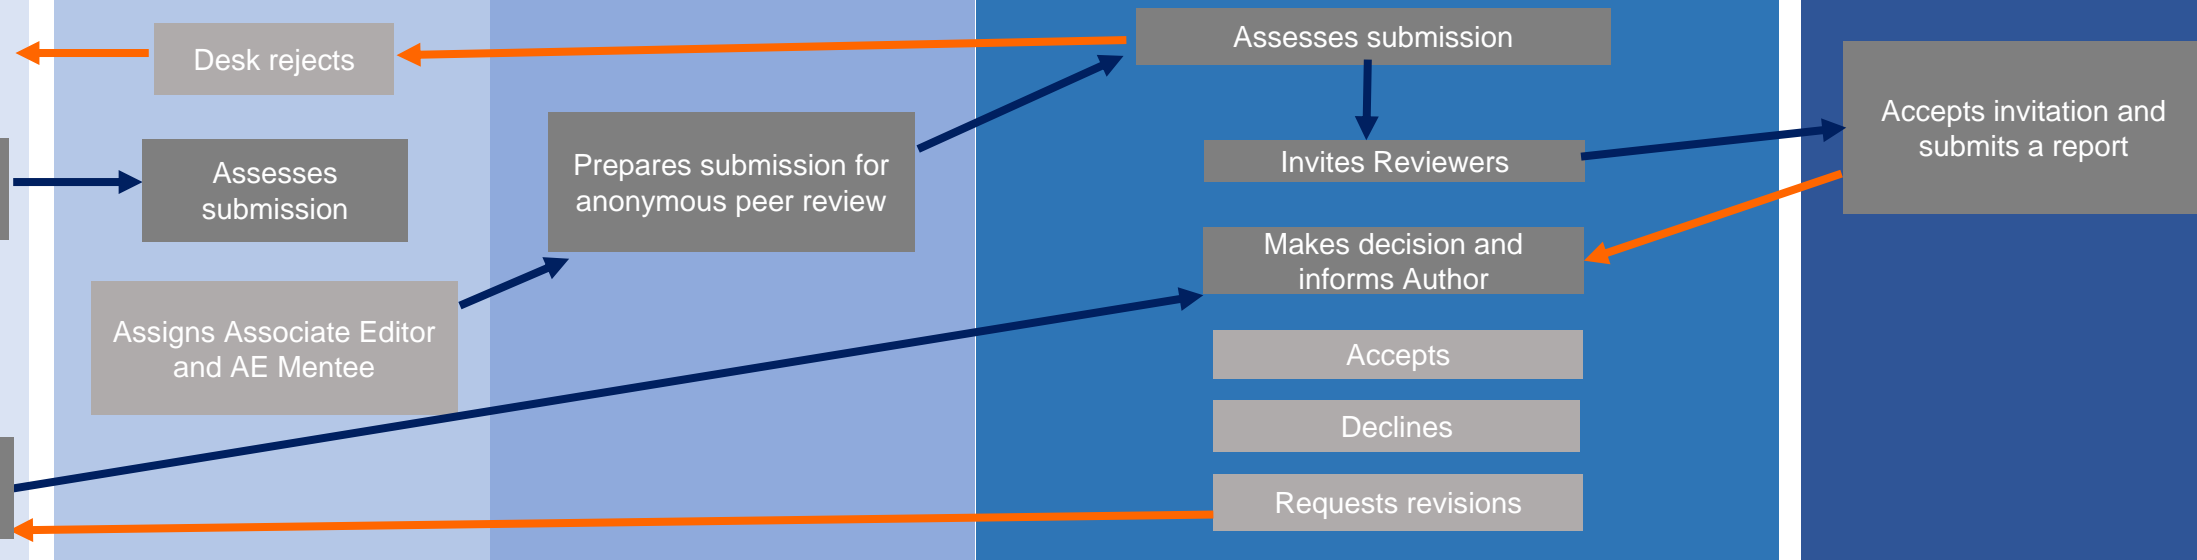 Desk rejects
Assesses
submission
Assigns Associate Editor
and AE Mentee
Prepares submission for
anonymous peer review
Assesses submission
Invites Reviewers
Makes decision and
informs Author
Accepts
Declines
Requests revisions
Accepts invitation and
submits a report